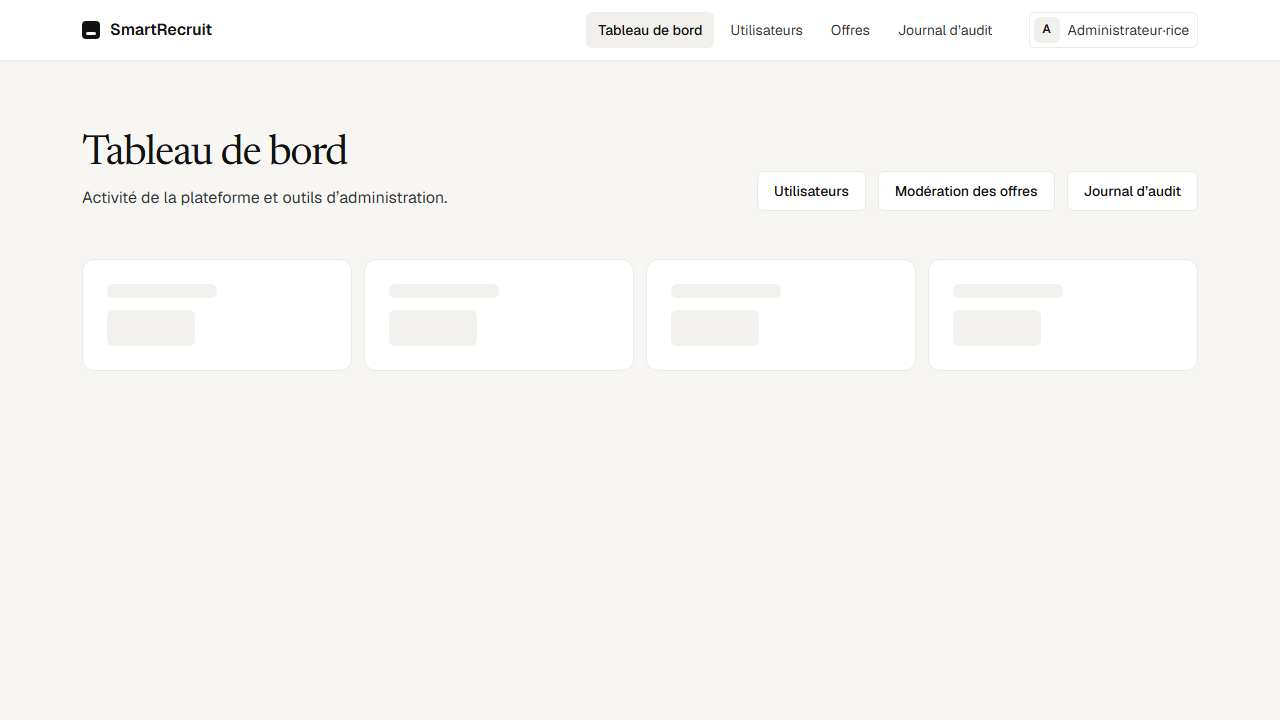 SmartRecruit
Tableau de bord
Utilisateurs
Offres
Journal d’audit
A
Administrateur·rice
Tableau de bord
Activité de la plateforme et outils d’administration.
Utilisateurs
Modération des offres
Journal d’audit